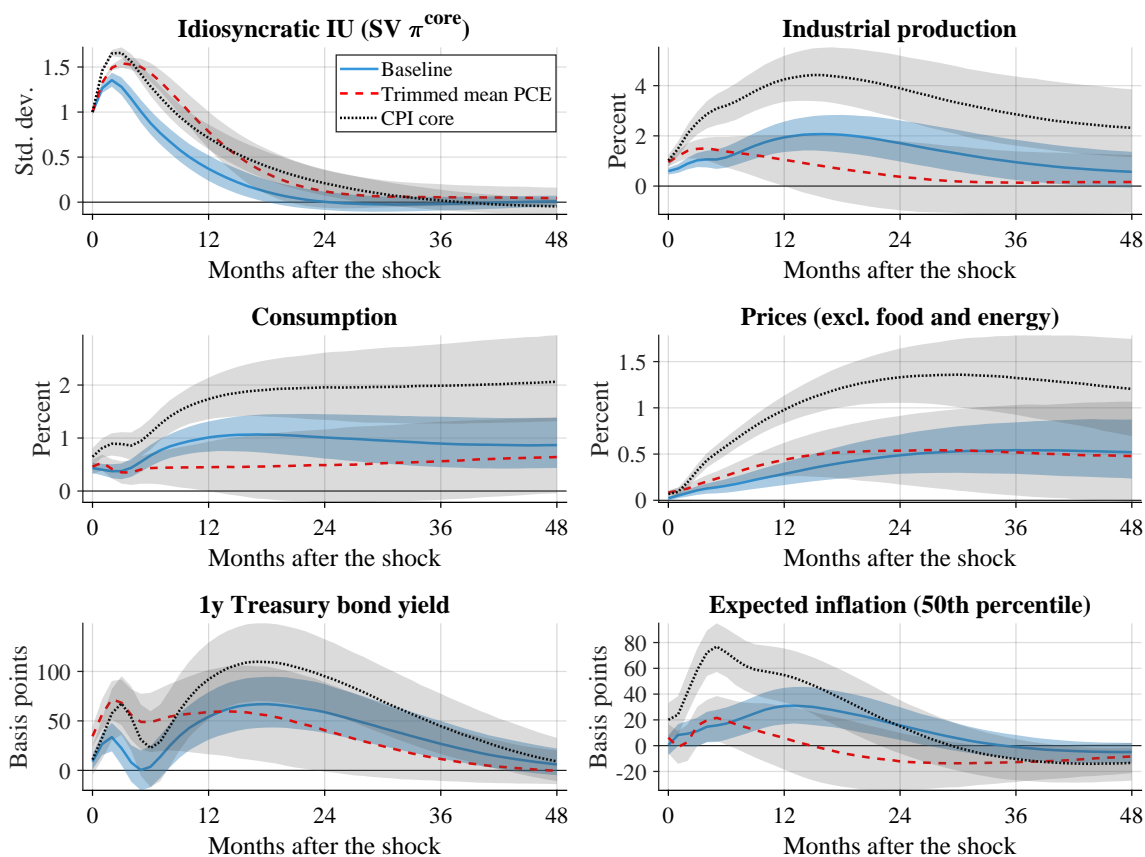 Idiosyncratic IU (SV π^core)
Std. dev.
1.5
1
0.5
0
Baseline
Trimmed mean PCE
CPI core
0 12 24 36 48
Months after the shock
Industrial production
Percent
4
2
0
0 12 24 36 48
Months after the shock
Consumption
Percent
2
1
0
0 12 24 36 48
Months after the shock
Prices (excl. food and energy)
Percent
1.5
1
0.5
0
0 12 24 36 48
Months after the shock
1y Treasury bond yield
Basis points
100
50
0
0 12 24 36 48
Months after the shock
Expected inflation (50th percentile)
Basis points
80
60
40
20
0
-20
0 12 24 36 48
Months after the shock